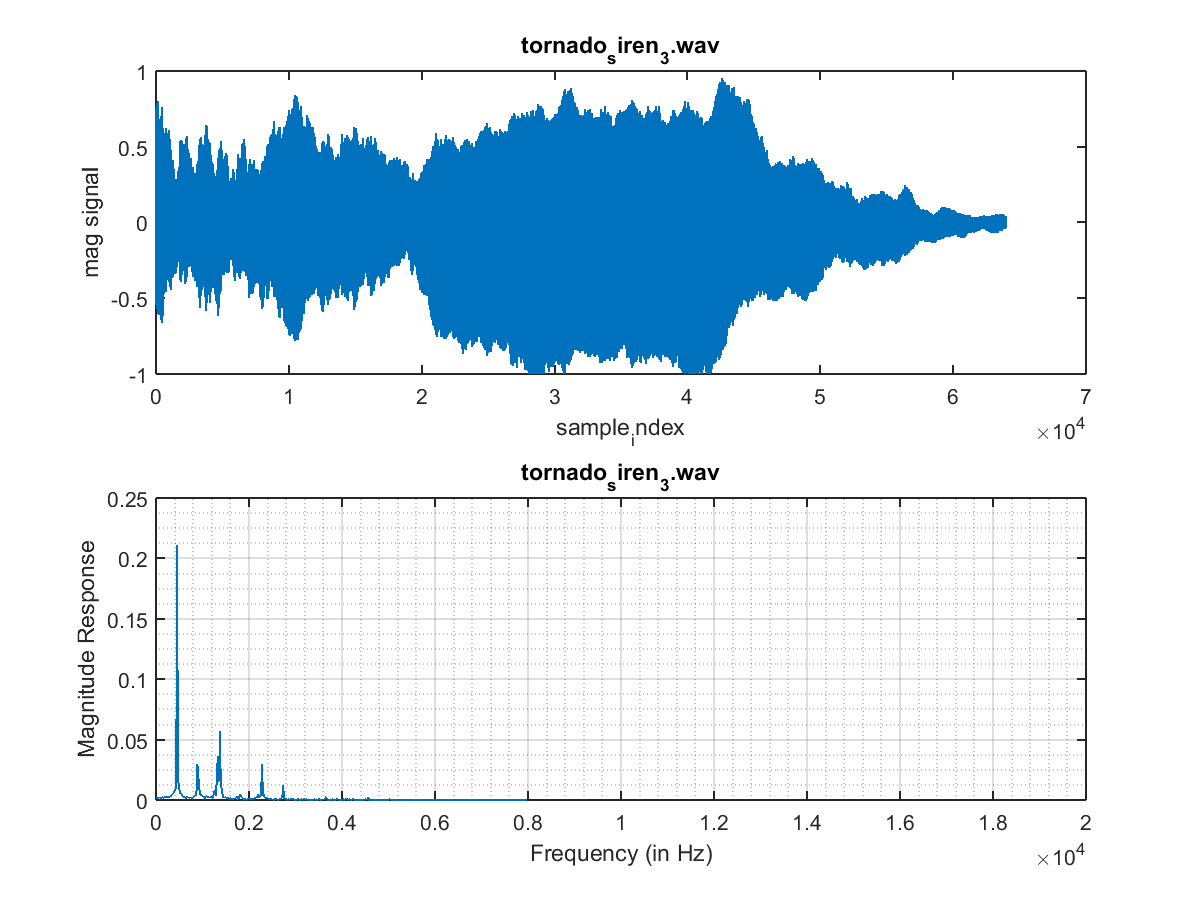 tornado_siren_3.wav
1
0.5
0
-0.5
-1
mag signal
0 1 2 3 4 5 6 7
×10^4
sample_index
tornado_siren_3.wav
0.25
0.2
0.15
0.1
0.05
0
Magnitude Response
0 0.2 0.4 0.6 0.8 1 1.2 1.4 1.6 1.8 2
×10^4
Frequency (in Hz)